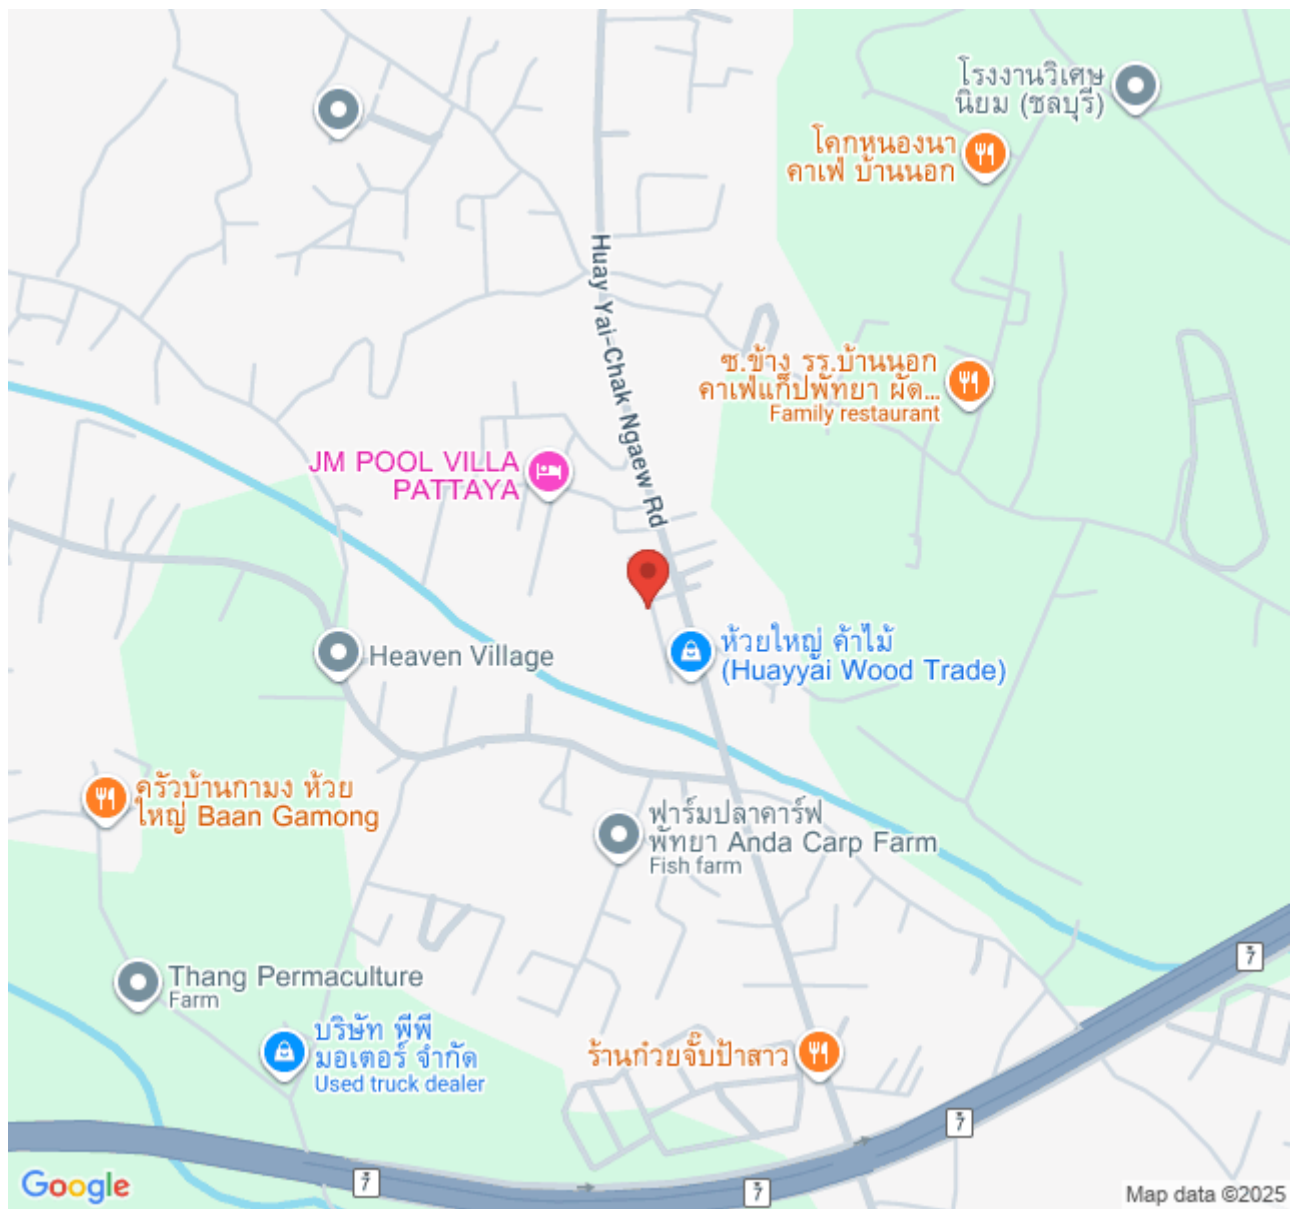 โรงงานวิเศษ
นิยม (ชลบุรี)
โคกหนองนา
คาเฟ่ บ้านนอก
Huay Yai-Chak Ngaew Rd
ซ.ข้าง รร.บ้านนอก
คาเฟ่แก็ปพัทยา ผัด...
Family restaurant
JM POOL VILLA
PATTAYA
ห้วยใหญ่ ค้าไม้
(Huayyai Wood Trade)
Heaven Village
ครัวบ้านกามง ห้วย
ใหญ่ Baan Gamong
ฟาร์มปลาคาร์ฟ
พัทยา Anda Carp Farm
Fish farm
7
Thang Permaculture
Farm
บริษัท พีพี
มอเตอร์ จำกัด
Used truck dealer
ร้านก๋วยจั๊บป้าสาว
7
7
7
Google
Map data ©2025